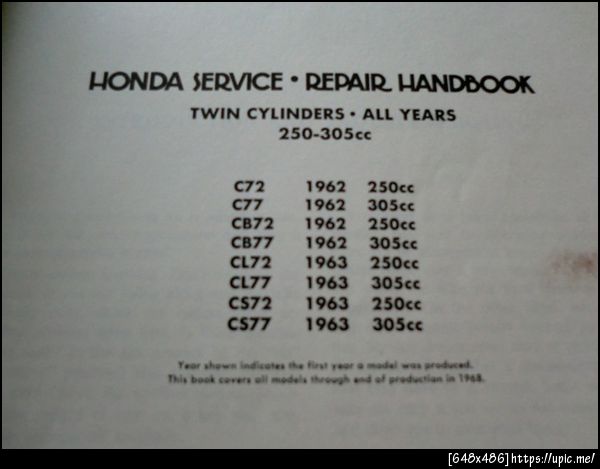 HONDA SERVICE • REPAIR HANDBOOK
TWIN CYLINDERS • ALL YEARS
250-305cc
C72 1962 250cc
C77 1962 305cc
CB72 1962 250cc
CB77 1962 305cc
CL72 1963 250cc
CL77 1963 305cc
CS72 1963 250cc
CS77 1963 305cc
Year shown indicates the first year a model was produced.
This book covers all models through end of production in 1968.
[648x486]https://upic.me/